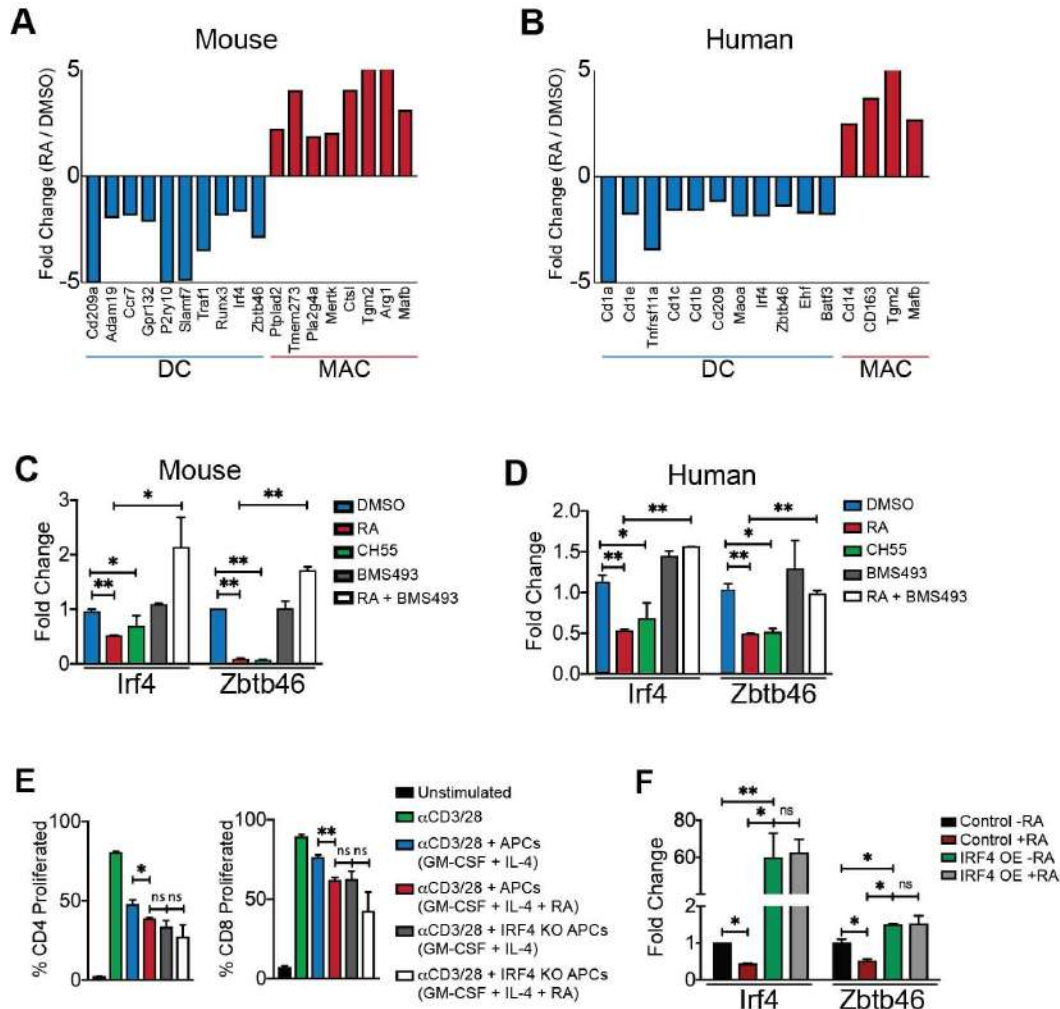 A
Mouse
Fold Change (RA / DMSO)
5
0
-5
Cd209a
Adam19
Ccr7
Gpr132
P2ry10
Slamf7
Traf1
Runx3
Irf4
Zbtb46
Ptplad2
Tmem273
Pla2g4a
Mertk
Ctsl
Tgm2
Arg1
Mafb
DC
MAC
B
Human
Fold Change (RA / DMSO)
5
0
-5
Cd1a
Cd1e
Tnfrsf11a
Cd1c
Cd1b
Cd209
Maoa
Irf4
Zbtb46
Ehf
Batf3
Cd14
CD163
Tgm2
Mafb
DC
MAC
C
Mouse
Fold Change
3
2
1
0
*
**
*
**
**
**
Irf4
Zbtb46
DMSO
RA
CH55
BMS493
RA + BMS493
D
Human
Fold Change
2.0
1.5
1.0
0.5
0.0
**
*
**
**
*
**
Irf4
Zbtb46
DMSO
RA
CH55
BMS493
RA + BMS493
E
% CD4 Proliferated
100
50
0
*
ns
ns
% CD8 Proliferated
100
50
0
**
ns
ns
Unstimulated
αCD3/28
αCD3/28 + APCs
(GM-CSF + IL-4)
αCD3/28 + APCs
(GM-CSF + IL-4 + RA)
αCD3/28 + IRF4 KO APCs
(GM-CSF + IL-4)
αCD3/28 + IRF4 KO APCs
(GM-CSF + IL-4 + RA)
F
Fold Change
80
60
2
1
0
**
*
ns
*
*
*
ns
*
Irf4
Zbtb46
Control -RA
Control +RA
IRF4 OE -RA
IRF4 OE +RA